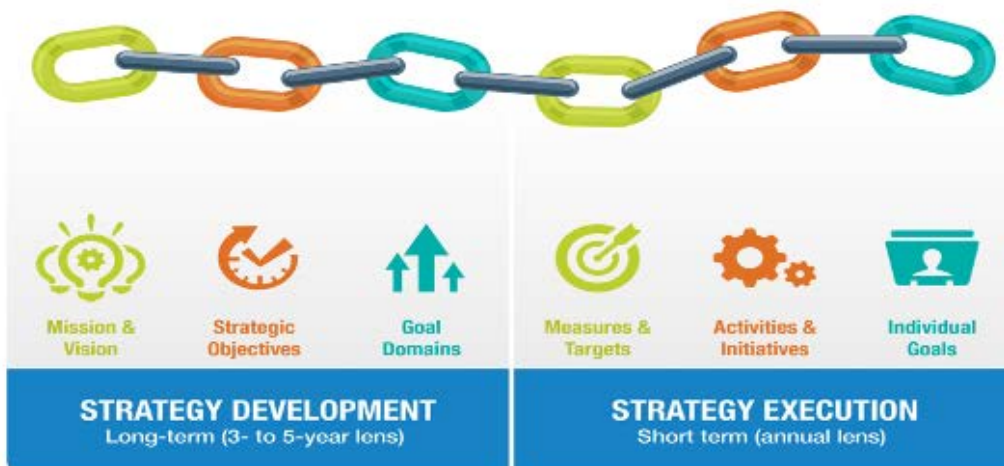 Mission &
Vision
Strategic
Objectives
Goal
Domains
Measures &
Targets
Activities &
Initiatives
Individual
Goals
STRATEGY DEVELOPMENT
Long-term (3- to 5-year lens)
STRATEGY EXECUTION
Short term (annual lens)